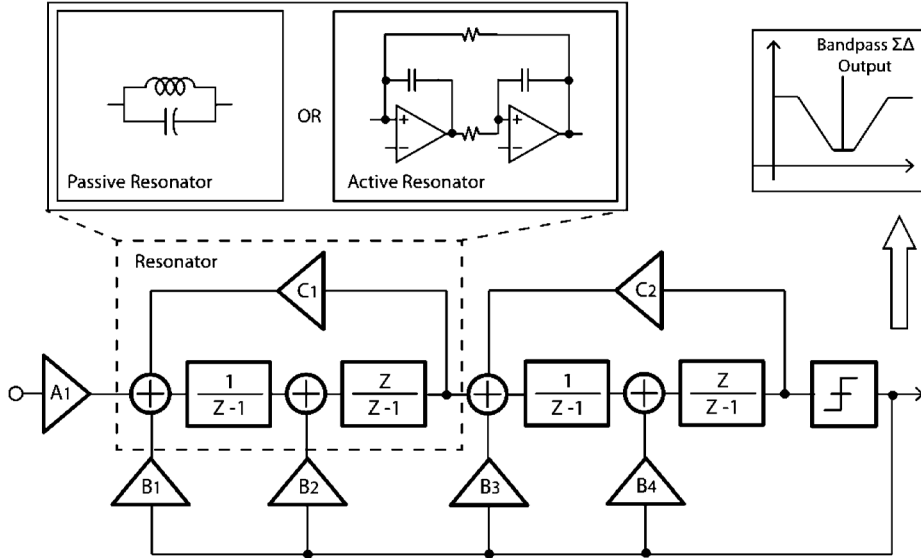 Passive Resonator
OR
+
−
+
−
Active Resonator
Bandpass ΣΔ
Output
Resonator
C1
C2
A1
1
Z -1
Z
Z -1
1
Z -1
Z
Z -1
B1
B2
B3
B4